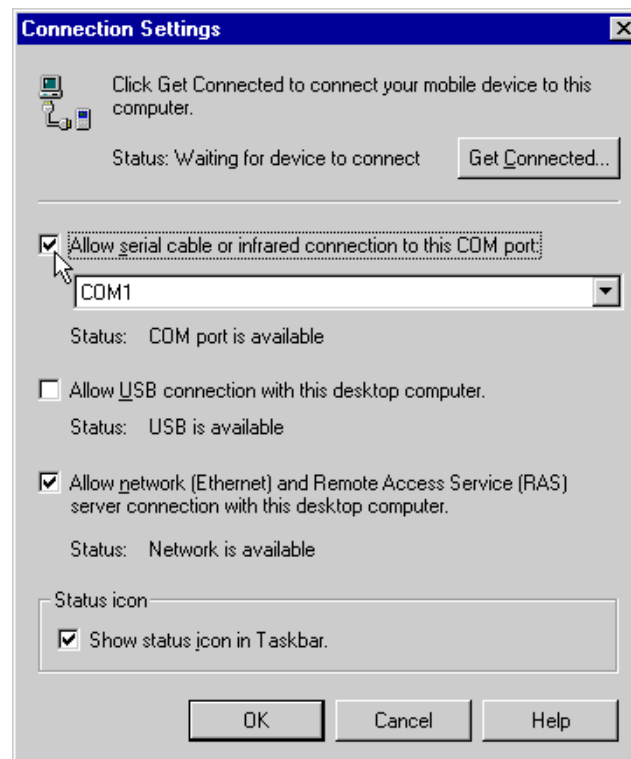 Connection Settings
Click Get Connected to connect your mobile device to this
computer.
Status: Waiting for device to connect
Get Connected...
Allow serial cable or infrared connection to this COM port:
COM1
Status: COM port is available
Allow USB connection with this desktop computer.
Status: USB is available
Allow network (Ethernet) and Remote Access Service (RAS)
server connection with this desktop computer.
Status: Network is available
Status icon
Show status icon in Taskbar.
OK
Cancel
Help